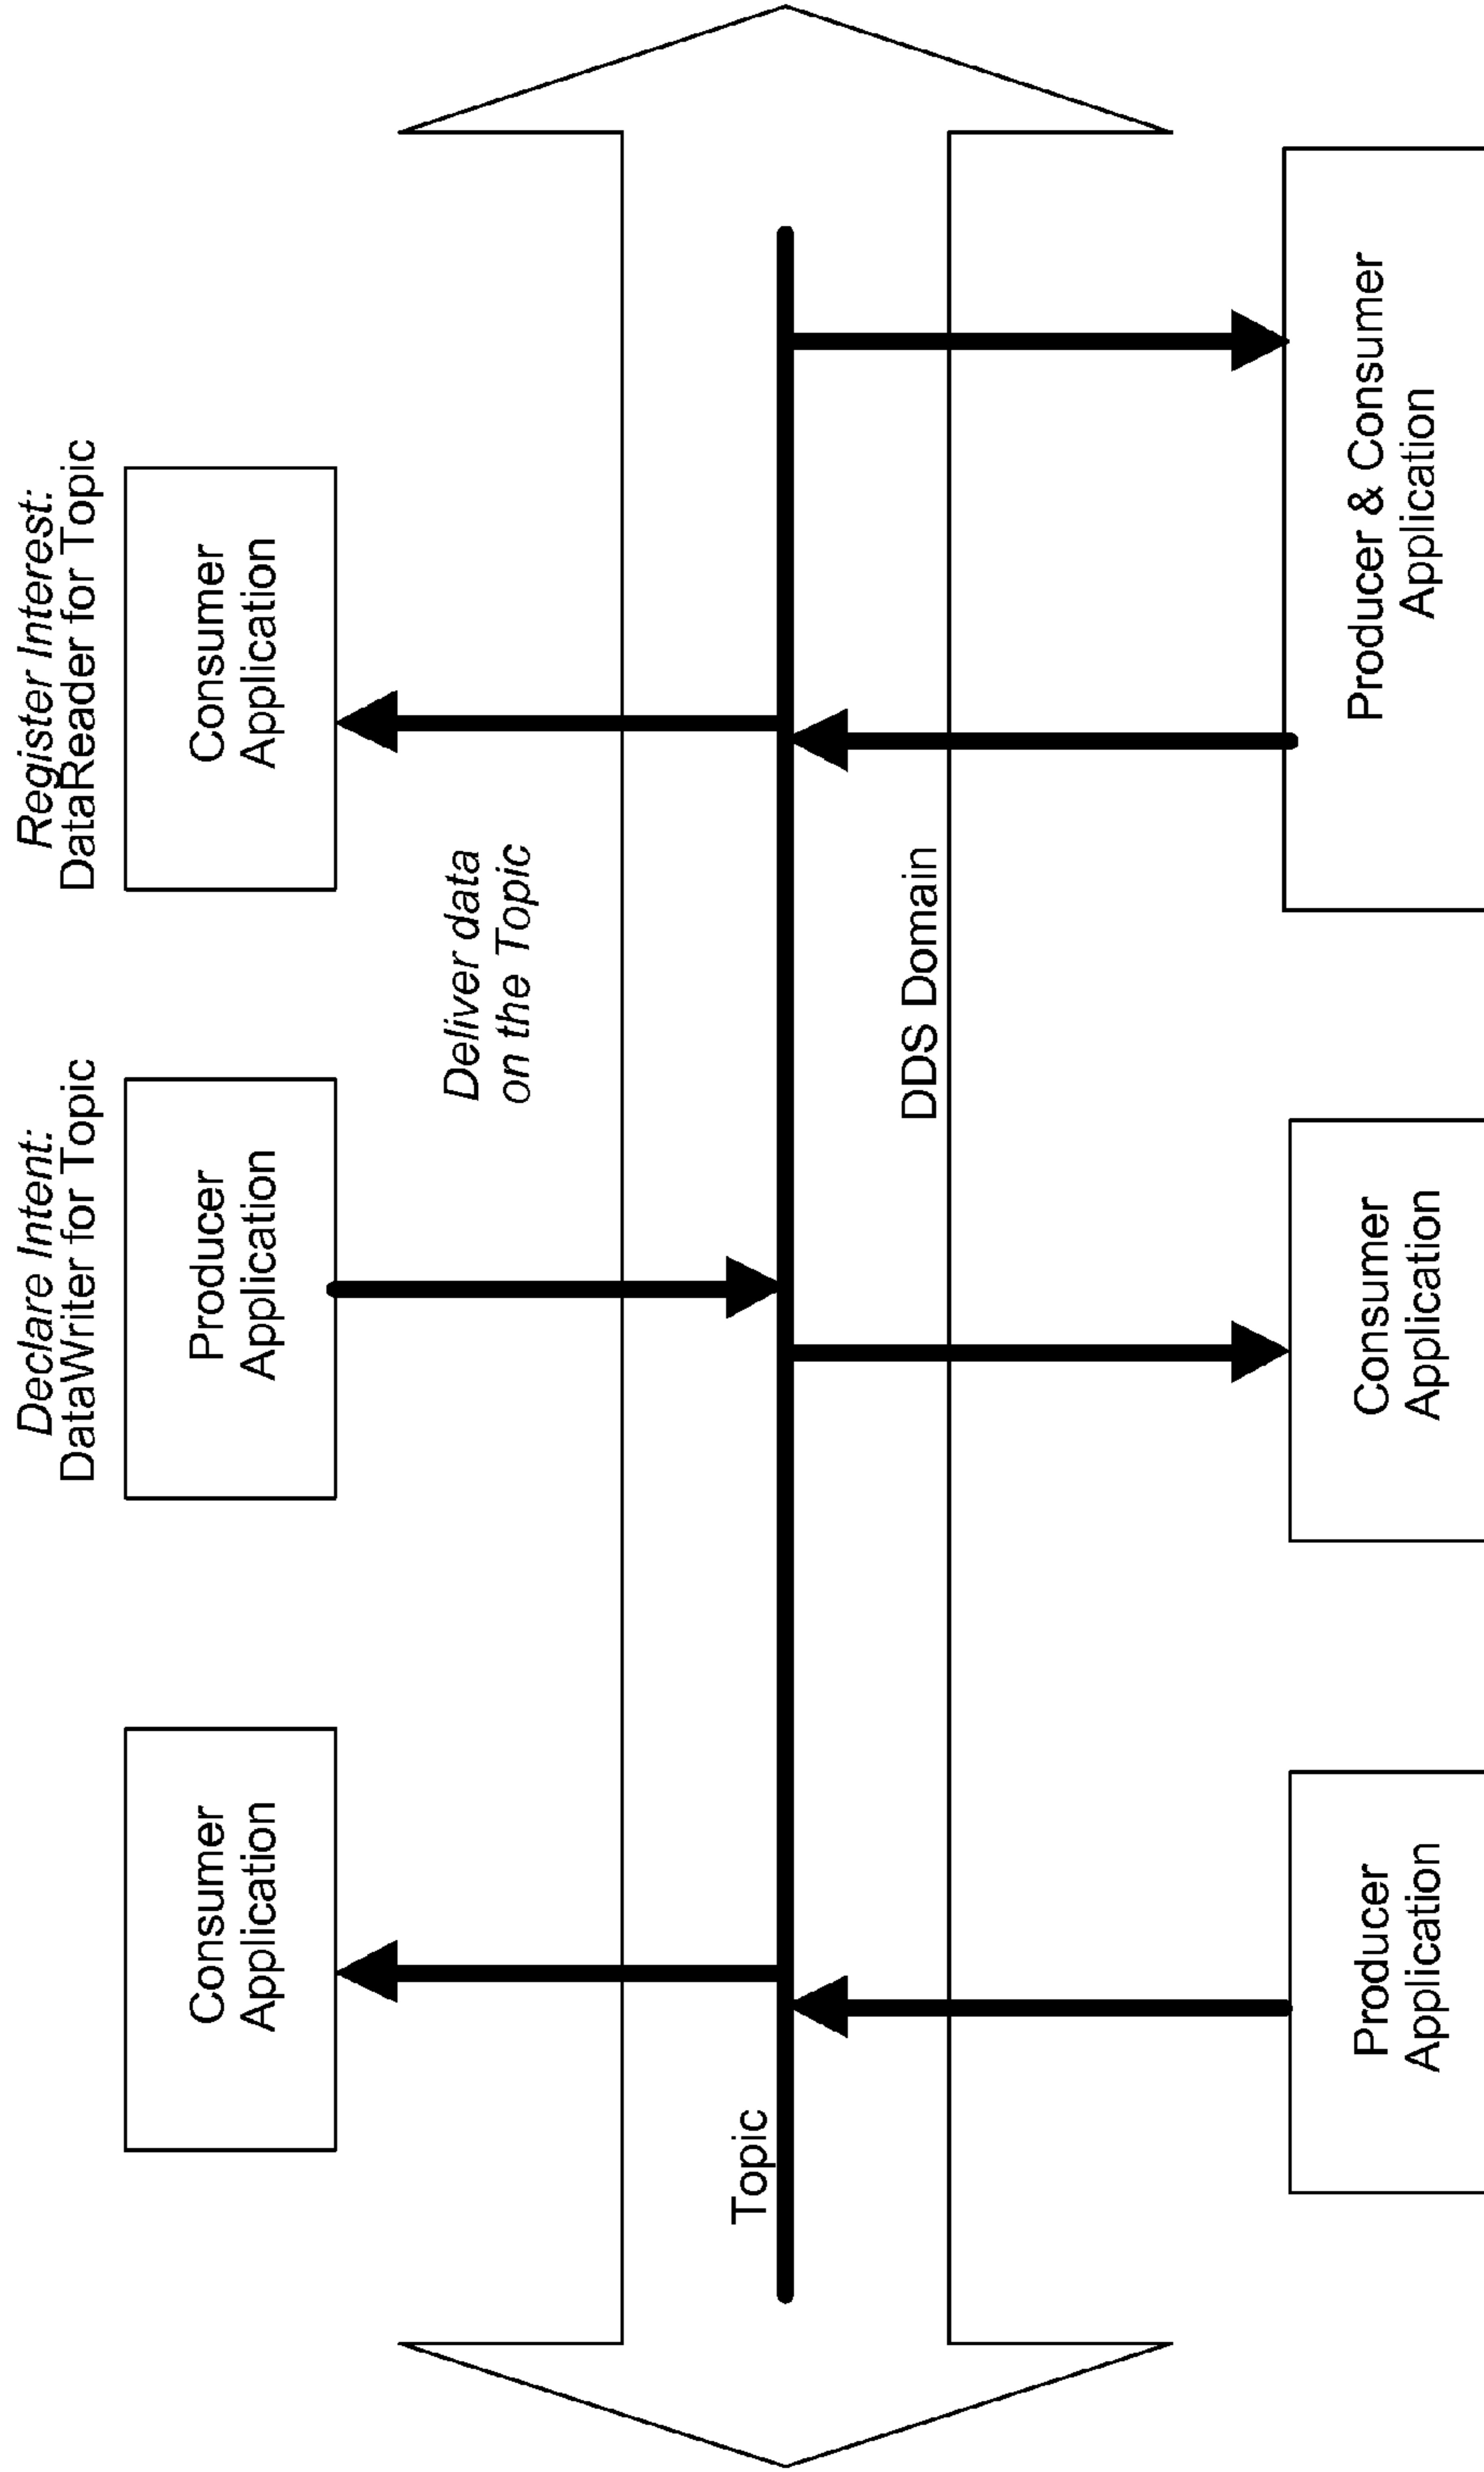 Declare Intent:
DataWriter for Topic
Register Interest:
DataReader for Topic
Consumer
Application
Producer
Application
Consumer
Application
Deliver data
on the Topic
Topic
DDS Domain
Producer
Application
Consumer
Application
Producer & Consumer
Application